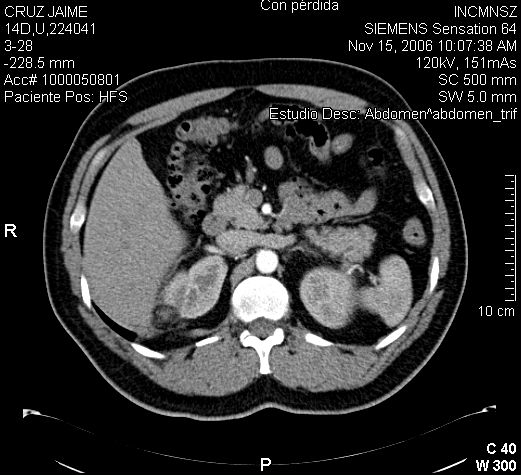 Con pérdida
CRUZ JAIME
14D,U,224041
3-28
-228.5 mm
Acc# 1000050801
Paciente Pos: HFS
INCMNSZ
SIEMENS Sensation 64
Nov 15, 2006 10:07:38 AM
120kV, 151mAs
SC 500 mm
SW 5.0 mm
Estudio Desc: Abdomen^abdomen_trif
R
10 cm
P
C 40
W 300